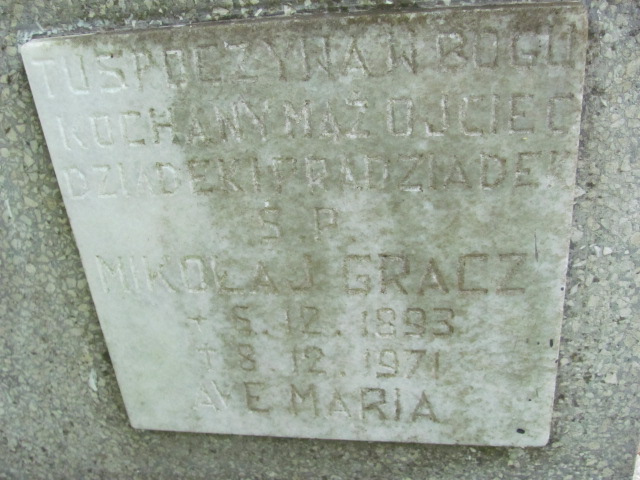 TU SPOCZYWA W BOGU
KOCHANY MĄŻ OJCIEC
DZIADEK I PRADZIADEK
Ś.P.
MIKOŁAJ GRACZ
+ 5.12.1893
† 8.12.1971
AVE MARIA